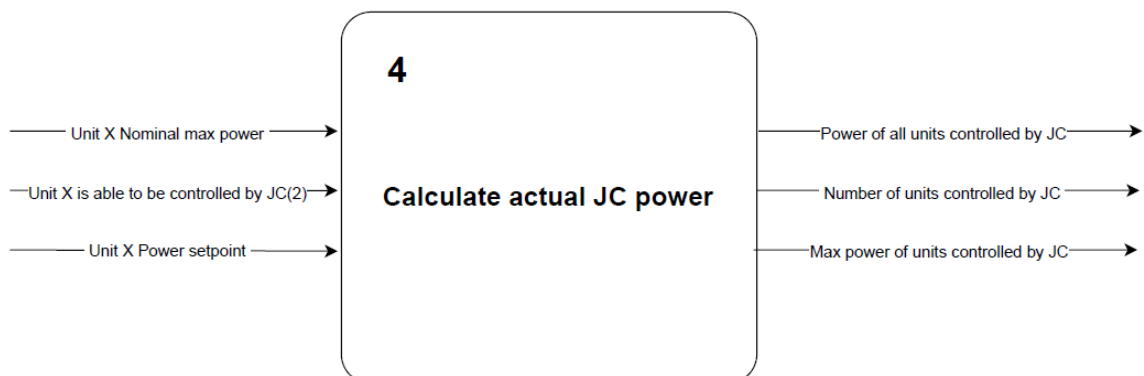 4
Unit X Nominal max power
Power of all units controlled by JC
Unit X is able to be controlled by JC(2)
Calculate actual JC power
Number of units controlled by JC
Unit X Power setpoint
Max power of units controlled by JC